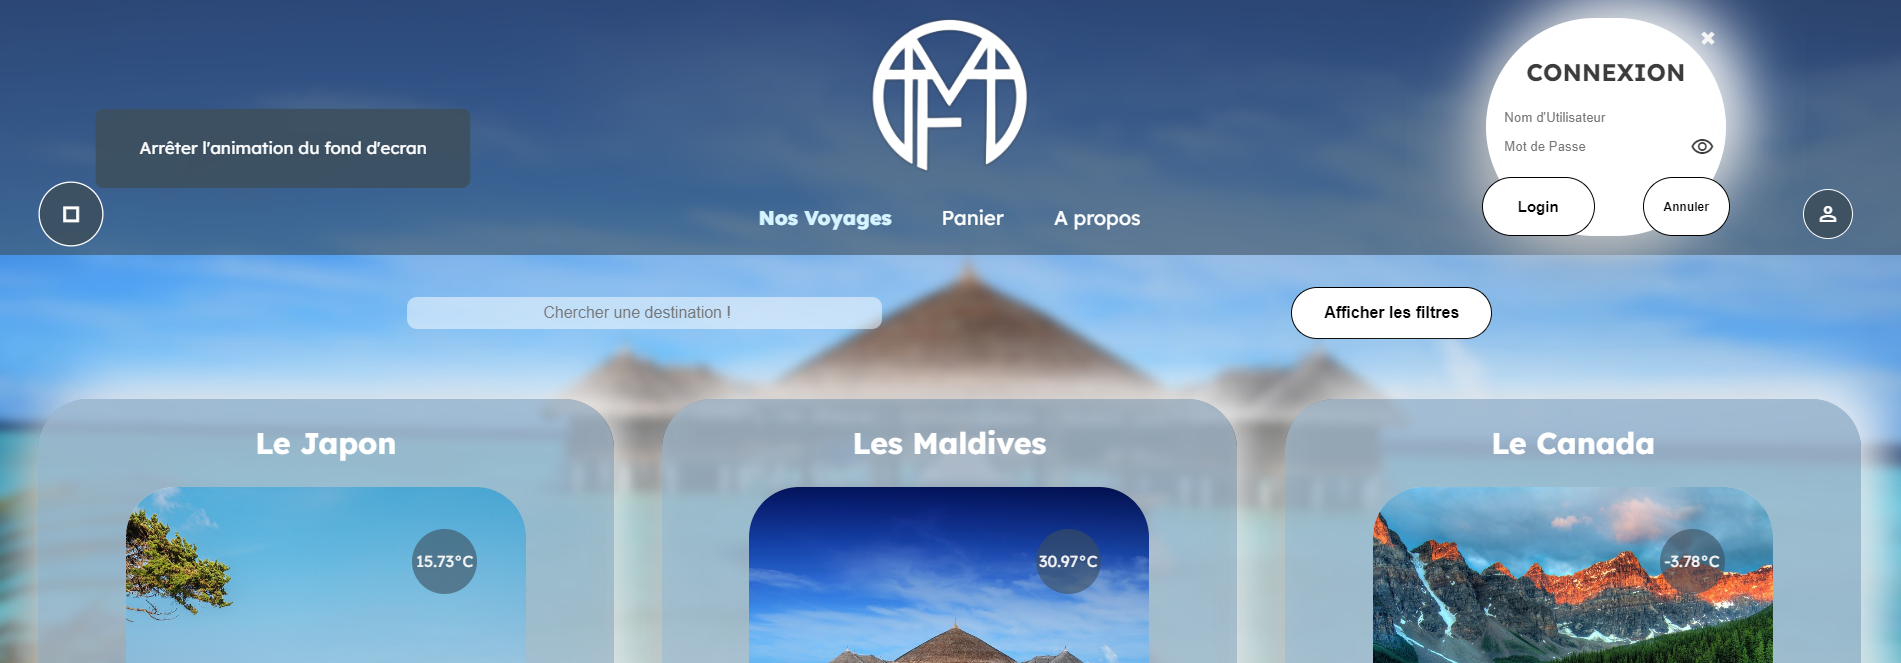 CONNEXION
Nom d'Utilisateur
Arrêter l'animation du fond d'ecran
Mot de Passe
Login
Annuler
Nos Voyages
Panier
A propos
Chercher une destination !
Afficher les filtres
Le Japon
Les Maldives
Le Canada
15.73°C
30.97°C
-3.78°C